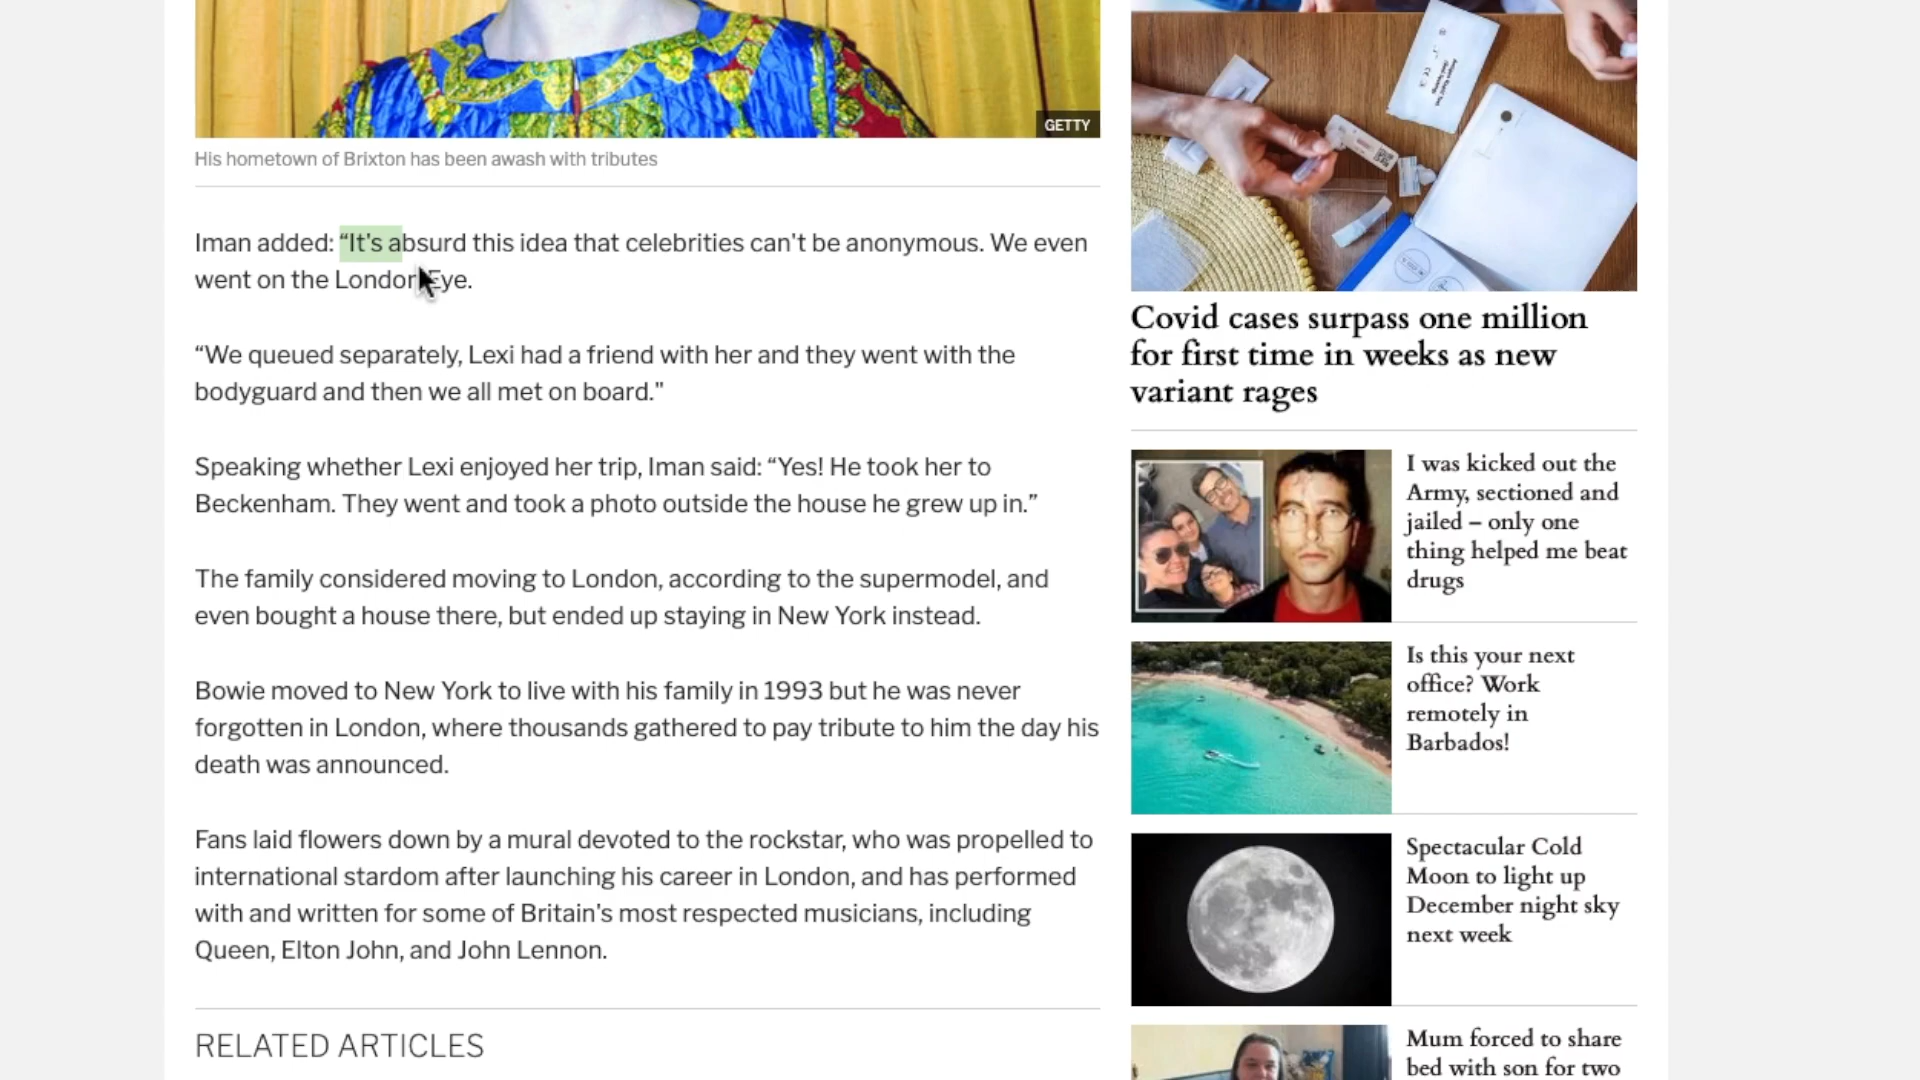 GETTY
His hometown of Brixton has been awash with tributes
Iman added: “It's absurd this idea that celebrities can't be anonymous. We even
went on the London Eye.
“We queued separately, Lexi had a friend with her and they went with the
bodyguard and then we all met on board."
Speaking whether Lexi enjoyed her trip, Iman said: “Yes! He took her to
Beckenham. They went and took a photo outside the house he grew up in.”
The family considered moving to London, according to the supermodel, and
even bought a house there, but ended up staying in New York instead.
Bowie moved to New York to live with his family in 1993 but he was never
forgotten in London, where thousands gathered to pay tribute to him the day his
death was announced.
Fans laid flowers down by a mural devoted to the rockstar, who was propelled to
international stardom after launching his career in London, and has performed
with and written for some of Britain's most respected musicians, including
Queen, Elton John, and John Lennon.
RELATED ARTICLES
Covid cases surpass one million
for first time in weeks as new
variant rages
I was kicked out the
Army, sectioned and
jailed – only one
thing helped me beat
drugs
Is this your next
office? Work
remotely in
Barbados!
Spectacular Cold
Moon to light up
December night sky
next week
Mum forced to share
bed with son for two